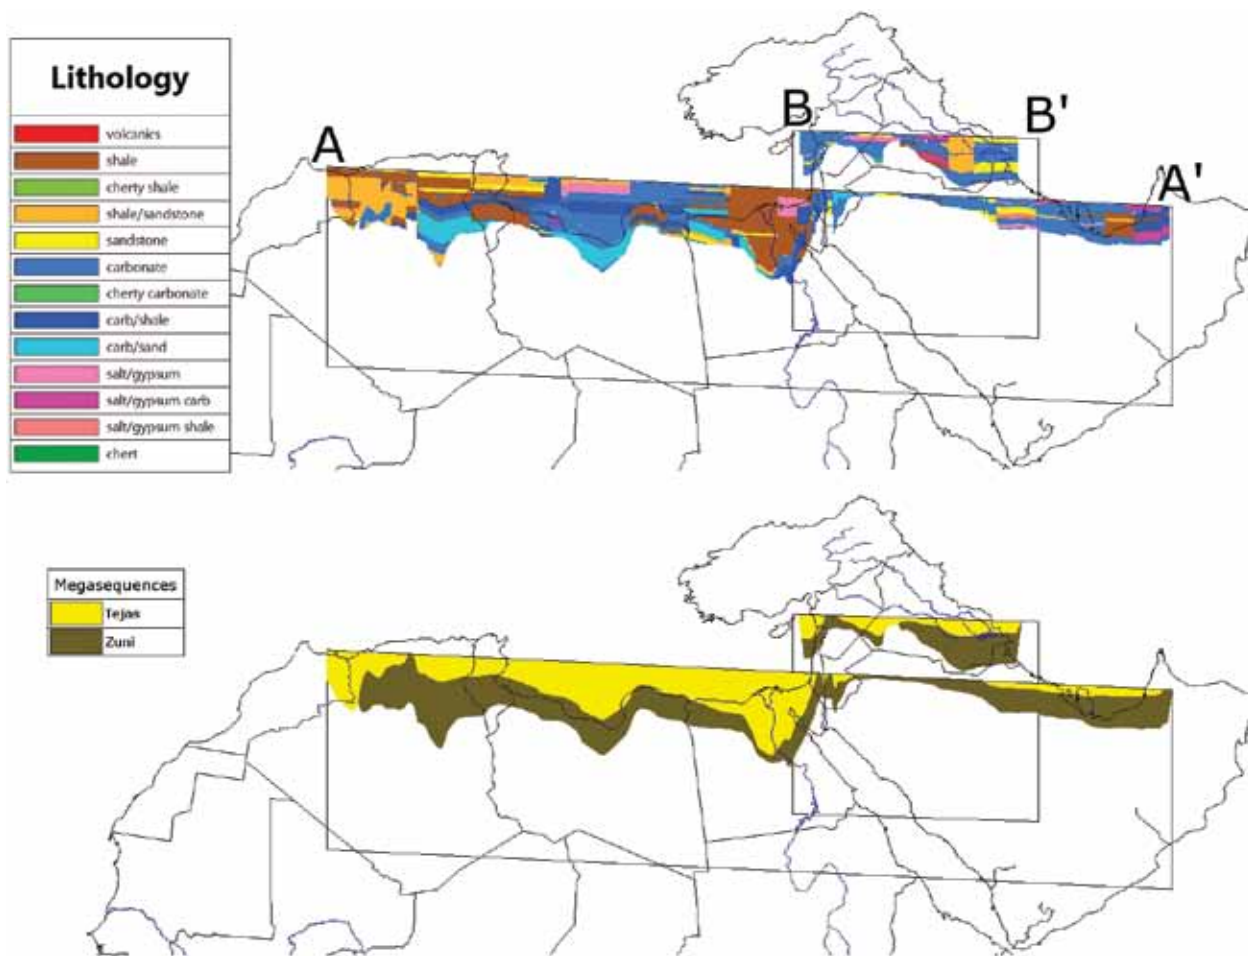 Lithology
volcanics
shale
cherty shale
shale/sandstone
sandstone
carbonate
cherty carbonate
carb/shale
carb/sand
salt/gypsum
salt/gypsum carb
salt/gypsum shale
chert
A
B
B'
A'
Megasequences
Tejas
Zuni